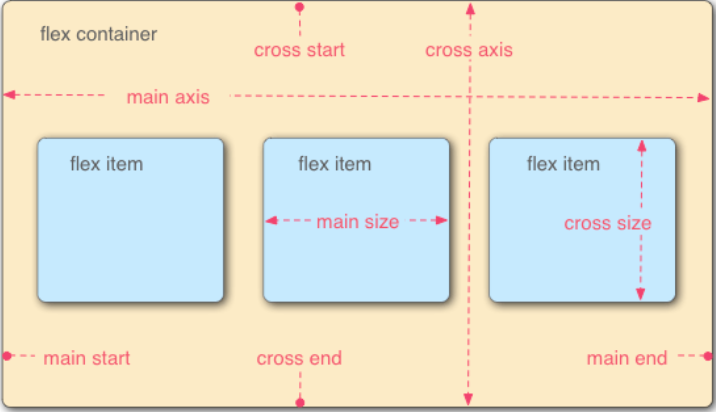 flex container
cross start
cross axis
main axis
flex item
flex item
flex item
main size
cross size
main start
cross end
main end